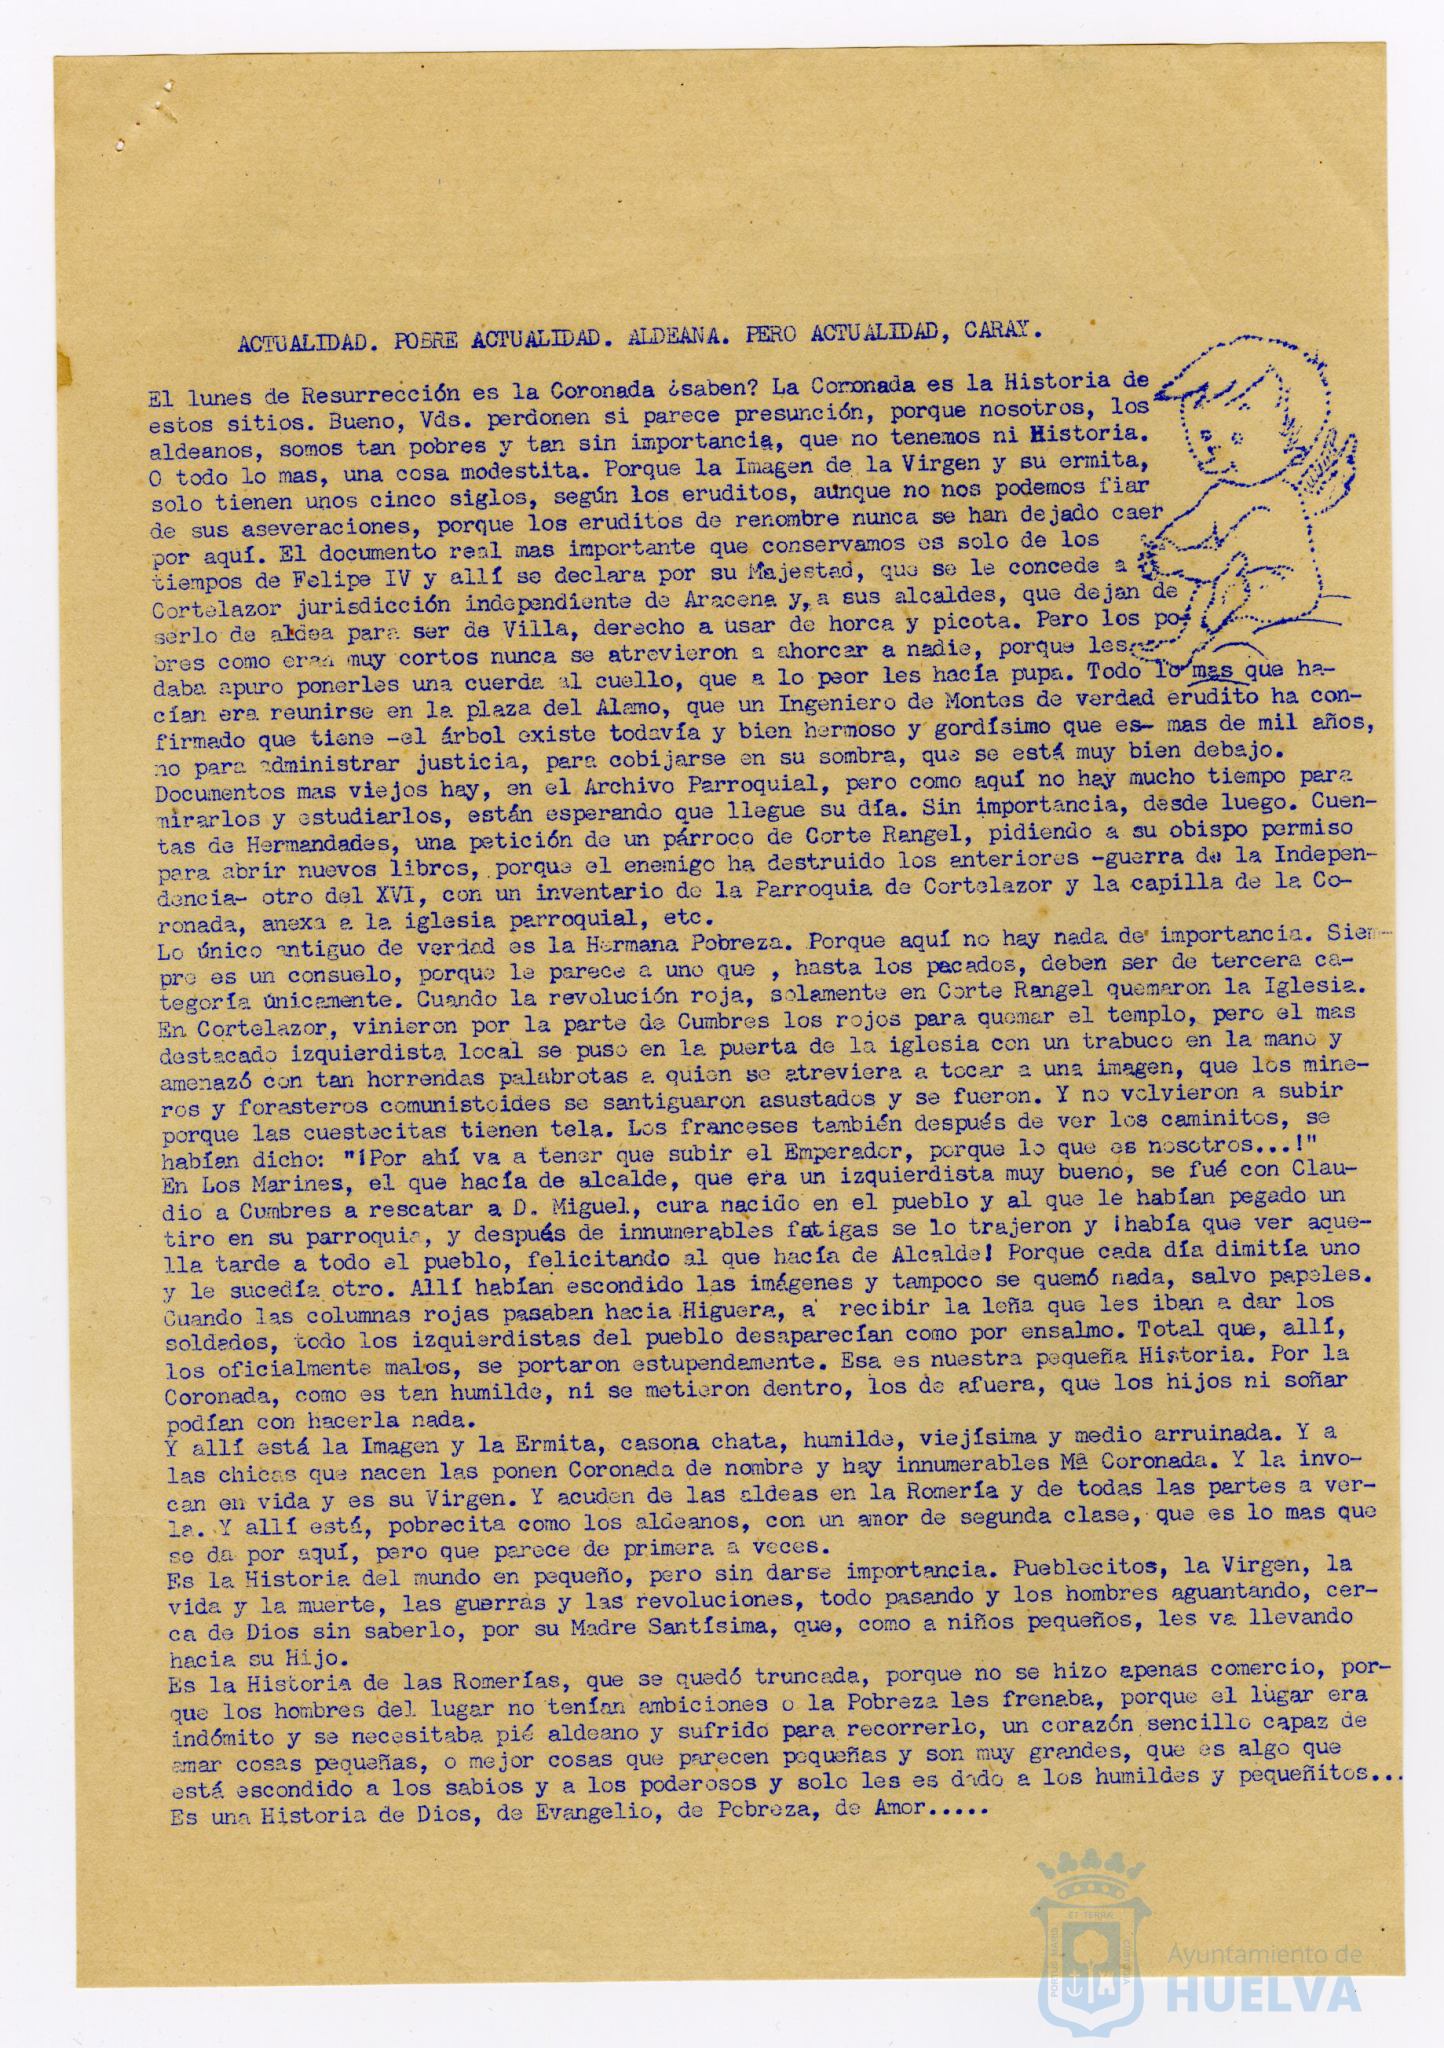 ACTUALIDAD. POBRE ACTUALIDAD. ALDEANA. PERO ACTUALIDAD, CARAY.
El lunes de Resurrección es la Coronada ¿saben? La Coronada es la Historia de
estos sitios. Bueno, Vds. perdonen si parece presunción, porque nosotros, los
aldeanos, somos tan pobres y tan sin importancia, que no tenemos ni Historia.
O todo lo mas, una cosa modestita. Porque la Imagen de la Virgen y su ermita,
solo tienen unos cinco siglos, según los eruditos, aunque no nos podemos fiar
de sus aseveraciones, porque los eruditos de renombre nunca se han dejado caer
por aquí. El documento real mas importante que conservamos es solo de los
tiempos de Felipe IV y allí se declara por su Majestad, que se le concede a
Cortelazor jurisdicción independiente de Aracena y, a sus alcaldes, que dejan de
serlo de aldea para ser de Villa, derecho a usar de horca y picota. Pero los po-
bres como eran muy cortos nunca se atrevieron a ahorcar a nadie, porque les
daba apuro ponerles una cuerda al cuello, que a lo peor les hacía pupa. Todo lo mas que ha-
cían era reunirse en la plaza del Alamo, que un Ingeniero de Montes de verdad erudito ha con-
firmado que tiene -el árbol existe todavía y bien hermoso y gordísimo que es- mas de mil años,
no para administrar justicia, para cobijarse en su sombra, que se está muy bien debajo.
Documentos mas viejos hay, en el Archivo Parroquial, pero como aquí no hay mucho tiempo para
mirarlos y estudiarlos, están esperando que llegue su día. Sin importancia, desde luego. Cuen-
tas de Hermandades, una petición de un párroco de Corte Rangel, pidiendo a su obispo permiso
para abrir nuevos libros, porque el enemigo ha destruido los anteriores -guerra de la Indepen-
dencia- otro del XVI, con un inventario de la Parroquia de Cortelazor y la capilla de la Co-
ronada, anexa a la iglesia parroquial, etc.
Lo único antiguo de verdad es la Hermana Pobreza. Porque aquí no hay nada de importancia. Siem-
pre es un consuelo, porque le parece a uno que , hasta los pecados, deben ser de tercera ca-
tegoría únicamente. Cuando la revolución roja, solamente en Corte Rangel quemaron la Iglesia.
En Cortelazor, vinieron por la parte de Cumbres los rojos para quemar el templo, pero el mas
destacado izquierdista local se puso en la puerta de la iglesia con un trabuco en la mano y
amenazó con tan horrendas palabrotas a quien se atreviera a tocar a una imagen, que los mine-
ros y forasteros comunistoides se santiguaron asustados y se fueron. Y no volvieron a subir
porque las cuestecitas tienen tela. Los franceses también después de ver los caminitos, se
habían dicho: "¡Por ahí va a tener que subir el Emperador, porque lo que es nosotros...!"
En Los Marines, el que hacía de alcalde, que era un izquierdista muy bueno, se fué con Clau-
dio a Cumbres a rescatar a D. Miguel, cura nacido en el pueblo y al que le habían pegado un
tiro en su parroquia, y después de innumerables fatigas se lo trajeron y ¡había que ver aque-
lla tarde a todo el pueblo, felicitando al que hacía de Alcalde! Porque cada día dimitía uno
y le sucedía otro. Allí habían escondido las imágenes y tampoco se quemó nada, salvo papeles.
Cuando las columnas rojas pasaban hacia Higuera, a recibir la leña que les iban a dar los
soldados, todo los izquierdistas del pueblo desaparecían como por ensalmo. Total que, allí,
los oficialmente malos, se portaron estupendamente. Esa es nuestra pequeña Historia. Por la
Coronada, como es tan humilde, ni se metieron dentro, los de afuera, que los hijos ni soñar
podían con hacerla nada.
Y allí está la Imagen y la Ermita, casona chata, humilde, viejísima y medio arruinada. Y a
las chicas que nacen las ponen Coronada de nombre y hay innumerables Mª Coronada. Y la invo-
can en vida y es su Virgen. Y acuden de las aldeas en la Romería y de todas las partes a ver-
la. Y allí está, pobrecita como los aldeanos, con un amor de segunda clase, que es lo mas que
se da por aquí, pero que parece de primera a veces.
Es la Historia del mundo en pequeño, pero sin darse importancia. Pueblecitos, la Virgen, la
vida y la muerte, las guerras y las revoluciones, todo pasando y los hombres aguantando, cer-
ca de Dios sin saberlo, por su Madre Santísima, que, como a niños pequeños, les va llevando
hacia su Hijo.
Es la Historia de las Romerías, que se quedó truncada, porque no se hizo apenas comercio, por-
que los hombres del lugar no tenían ambiciones o la Pobreza les frenaba, porque el lugar era
indómito y se necesitaba pié aldeano y sufrido para recorrerlo, un corazón sencillo capaz de
amar cosas pequeñas, o mejor cosas que parecen pequeñas y son muy grandes, que es algo que
está escondido a los sabios y a los poderosos y solo les es dado a los humildes y pequeñitos...
Es una Historia de Dios, de Evangelio, de Pobreza, de Amor.....
PORTUS MARIS ET TERRAE CUSTODIA
Ayuntamiento de
HUELVA